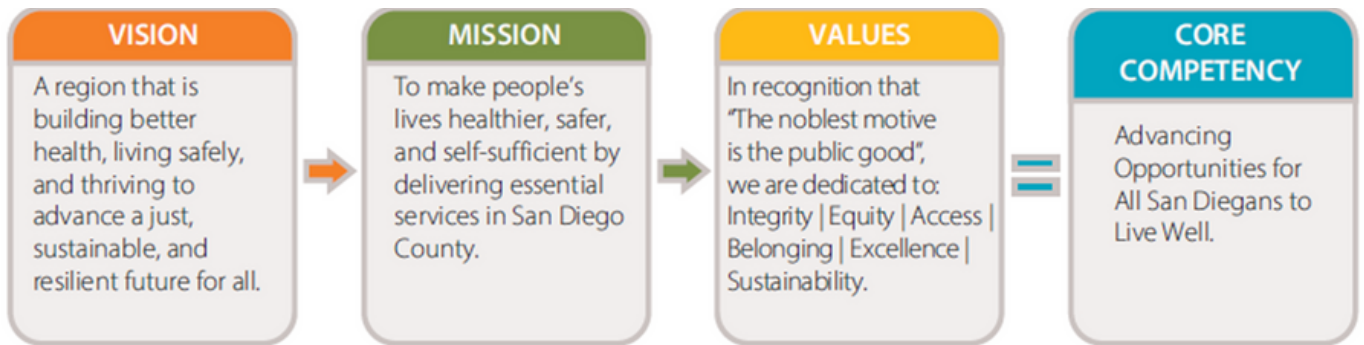 VISION
A region that is
building better
health, living safely,
and thriving to
advance a just,
sustainable, and
resilient future for all.
MISSION
To make people's
lives healthier, safer,
and self-sufficient by
delivering essential
services in San Diego
County.
VALUES
In recognition that
"The noblest motive
is the public good",
we are dedicated to:
Integrity | Equity | Access |
Belonging | Excellence |
Sustainability.
CORE
COMPETENCY
Advancing
Opportunities for
All San Diegans to
Live Well.